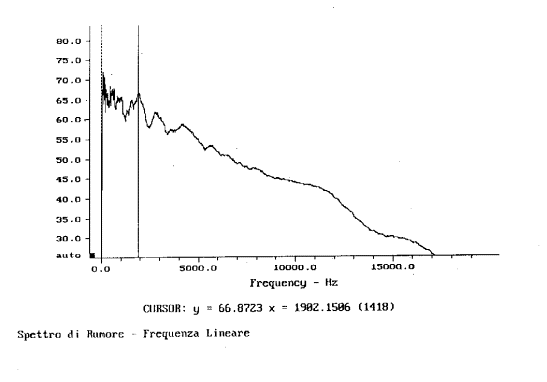 80.0
75.0
70.0
65.0
60.0
55.0
50.0
45.0
40.0
35.0
30.0
auto
0.0 5000.0 10000.0 15000.0
Frequency - Hz
CURSOR: y = 66.8723 x = 1902.1506 (1418)
Spettro di Rumore - Frequenza Lineare